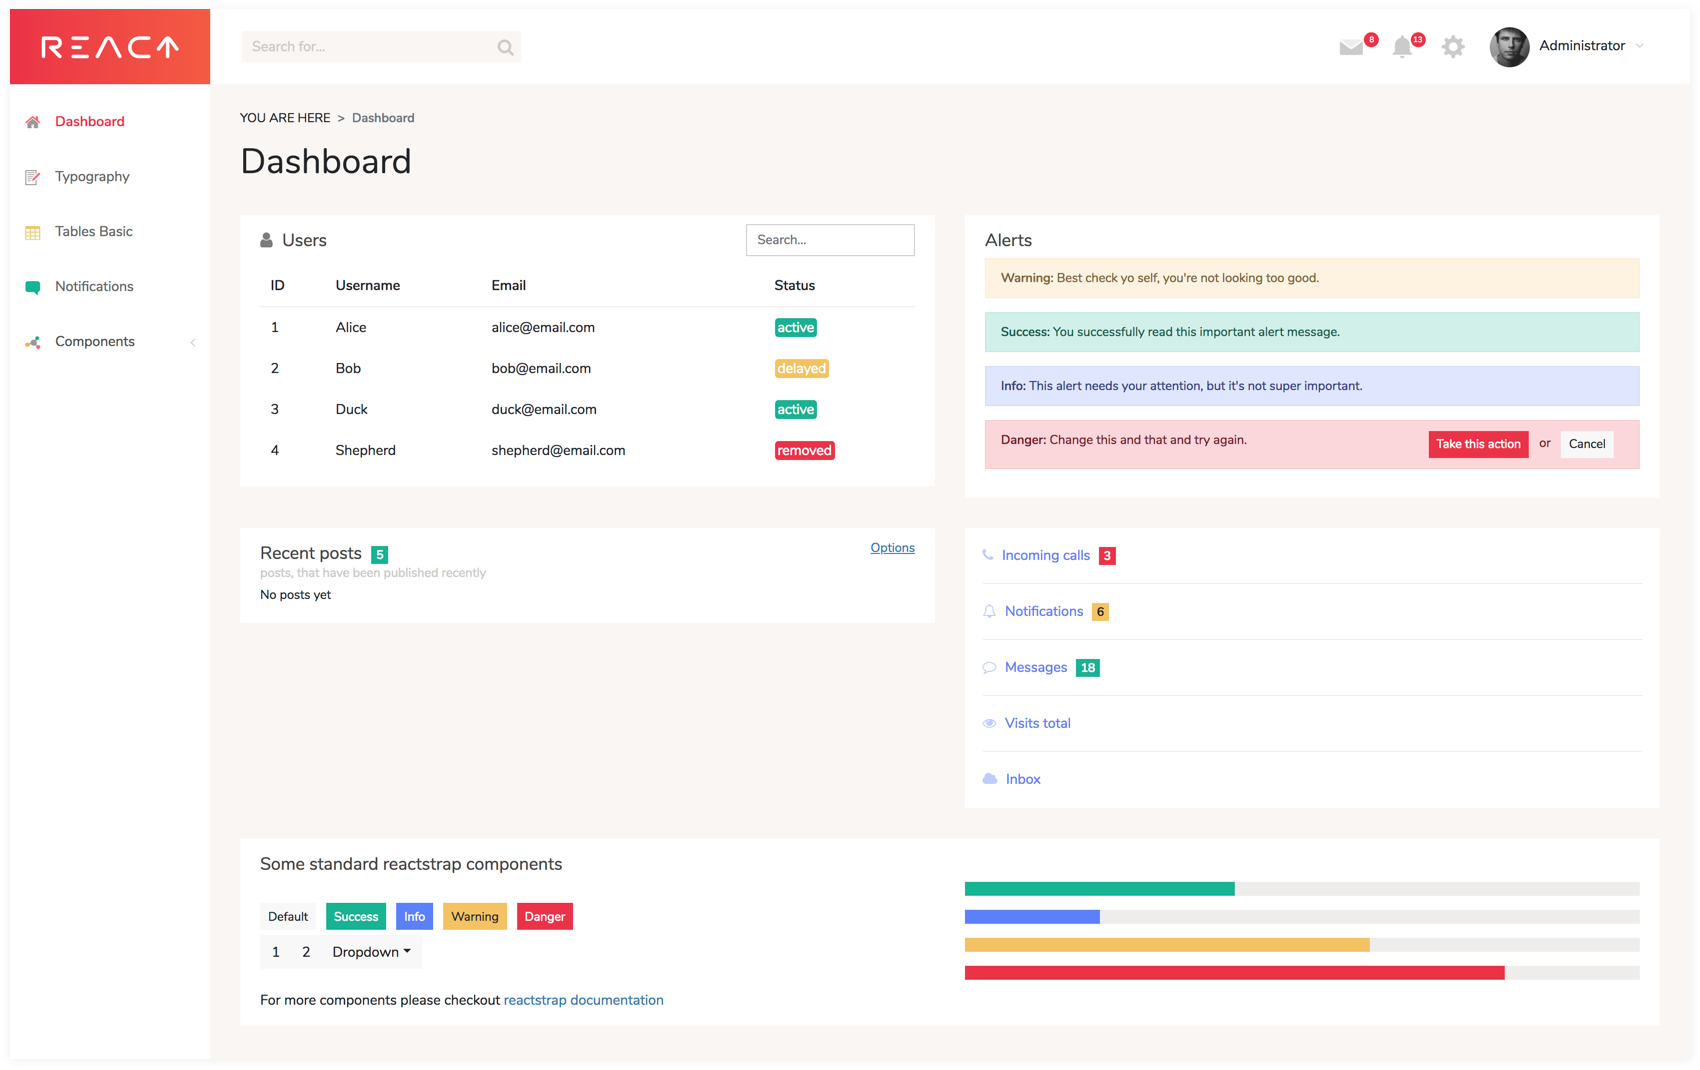 REACT
Search for...
8
13
Administrator
Dashboard
Typography
Tables Basic
Notifications
Components
YOU ARE HERE > Dashboard
Dashboard
Users
Search...
ID Username Email Status
1 Alice alice@email.com active
2 Bob bob@email.com delayed
3 Duck duck@email.com active
4 Shepherd shepherd@email.com removed
Alerts
Warning: Best check yo self, you're not looking too good.
Success: You successfully read this important alert message.
Info: This alert needs your attention, but it's not super important.
Danger: Change this and that and try again. Take this action or Cancel
Recent posts 5
Options
posts, that have been published recently
No posts yet
Incoming calls 3
Notifications 6
Messages 18
Visits total
Inbox
Some standard reactstrap components
Default Success Info Warning Danger
1 2 Dropdown
For more components please checkout reactstrap documentation